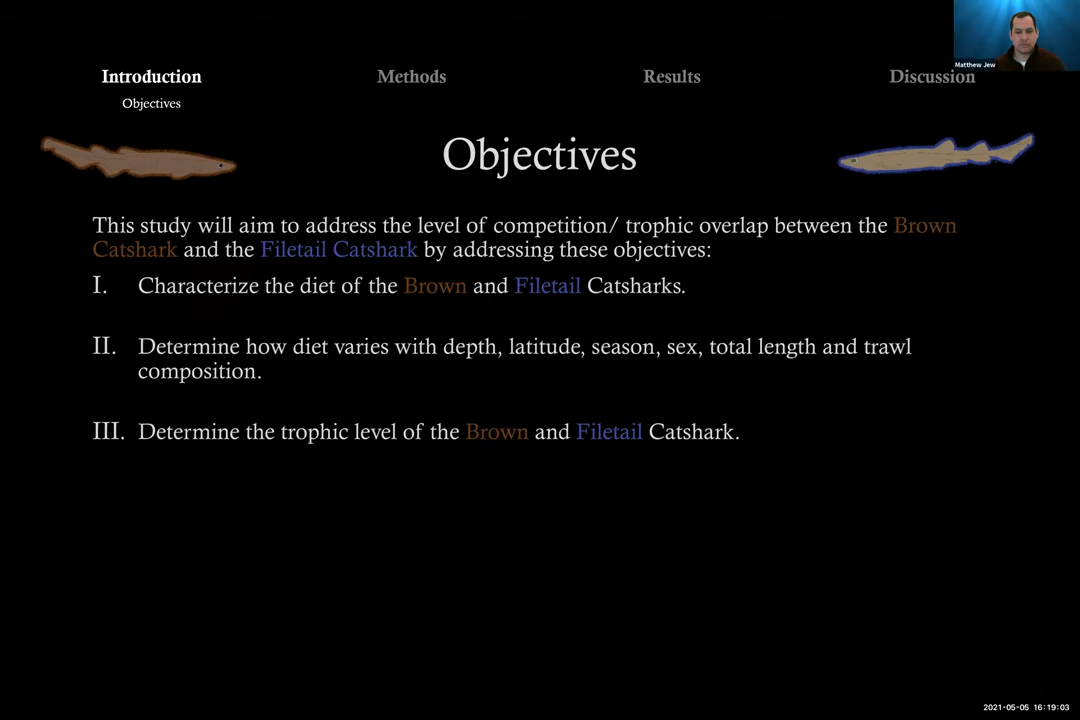 Matthew Jew
Introduction Methods Results Discussion
Objectives
Objectives
This study will aim to address the level of competition/ trophic overlap between the Brown
Catshark and the Filetail Catshark by addressing these objectives:
I. Characterize the diet of the Brown and Filetail Catsharks.
II. Determine how diet varies with depth, latitude, season, sex, total length and trawl
composition.
III. Determine the trophic level of the Brown and Filetail Catshark.
2021-05-05 16:19:03